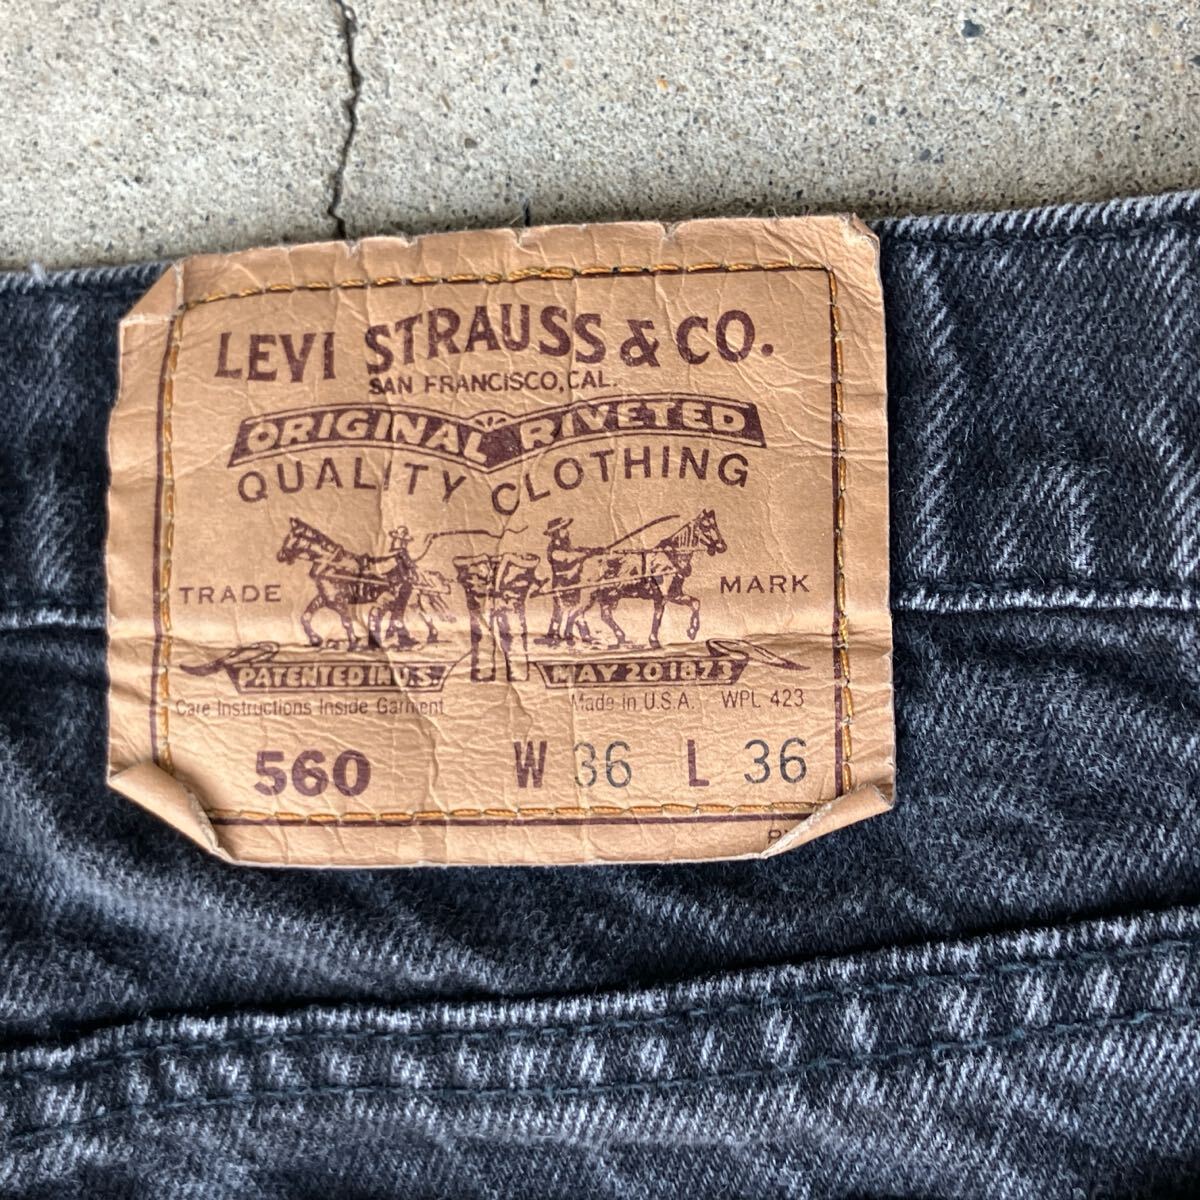 LEVI STRAUSS & CO.
SAN FRANCISCO, CAL.
ORIGINAL RIVETED
QUALITY CLOTHING
TRADE MARK
PATENTED IN U.S. MAY 20 1873
Care Instructions Inside Garment Made in U.S.A. WPL 423
560 W 36 L 36